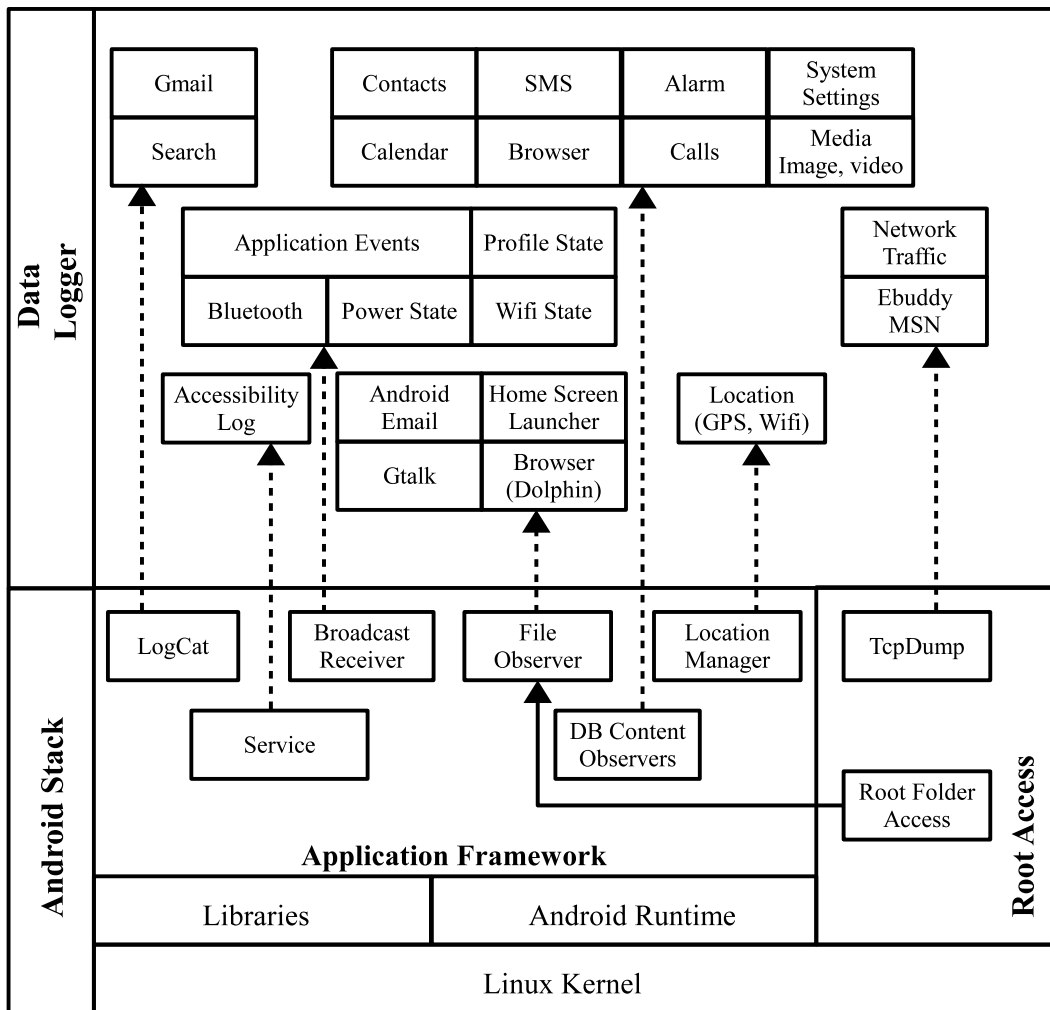 Data
Logger
Gmail
Search
Contacts
SMS
Alarm
System
Settings
Calendar
Browser
Calls
Media
Image, video
Application Events
Profile State
Bluetooth
Power State
Wifi State
Network
Traffic
Ebuddy
MSN
Accessibility
Log
Android
Email
Home Screen
Launcher
Gtalk
Browser
(Dolphin)
Location
(GPS, Wifi)
Android Stack
LogCat
Broadcast
Receiver
File
Observer
Location
Manager
TcpDump
Service
DB Content
Observers
Root Folder
Access
Root Access
Application Framework
Libraries
Android Runtime
Linux Kernel